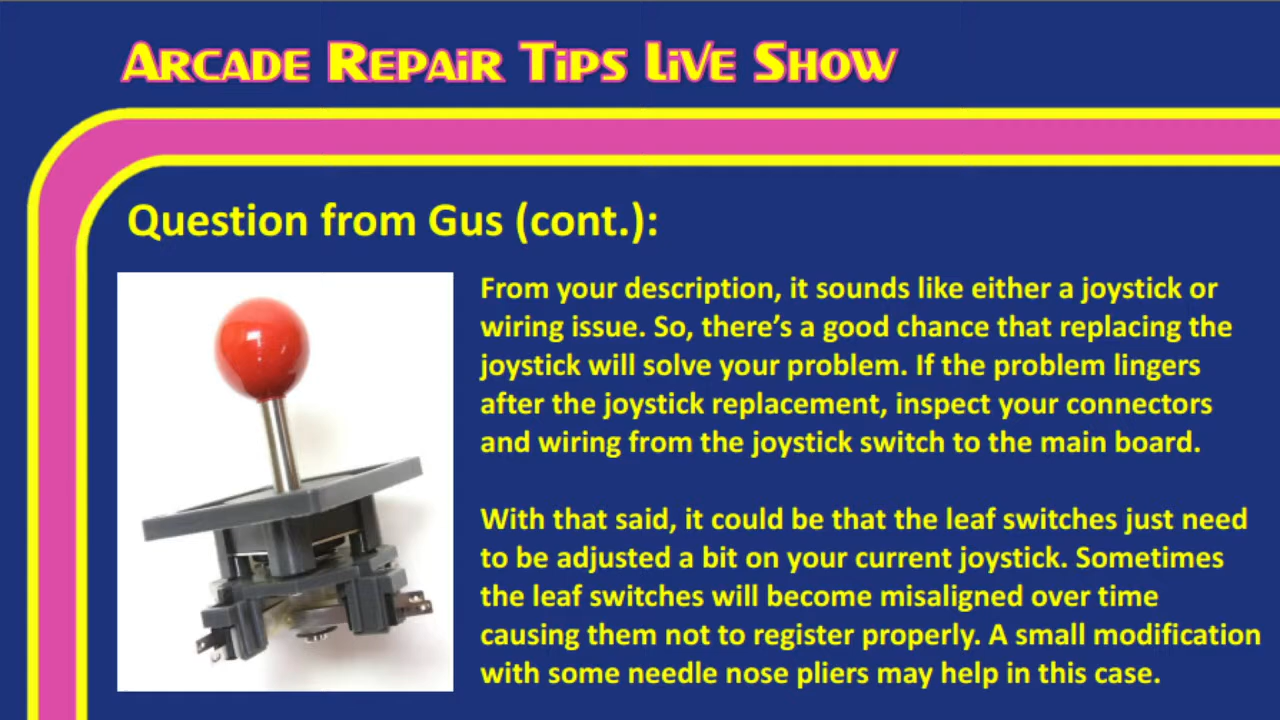 ARCADE REPAIR TIPS LIVE SHOW
Question from Gus (cont.):
From your description, it sounds like either a joystick or
wiring issue. So, there’s a good chance that replacing the
joystick will solve your problem. If the problem lingers
after the joystick replacement, inspect your connectors
and wiring from the joystick switch to the main board.
With that said, it could be that the leaf switches just need
to be adjusted a bit on your current joystick. Sometimes
the leaf switches will become misaligned over time
causing them not to register properly. A small modification
with some needle nose pliers may help in this case.